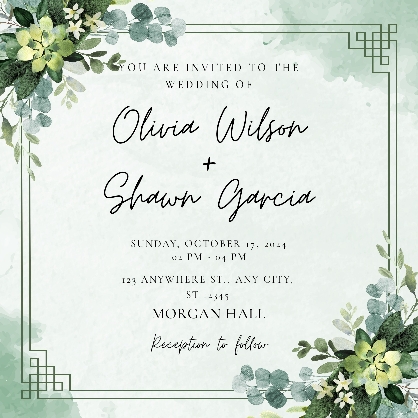 YOU ARE INVITED TO THE
WEDDING OF
Olivia Wilson
+
Shawn Garcia
SUNDAY, OCTOBER 17, 2024
02 PM - 04 PM
123 ANYWHERE ST., ANY CITY,
ST 12345
MORGAN HALL
Reception to follow